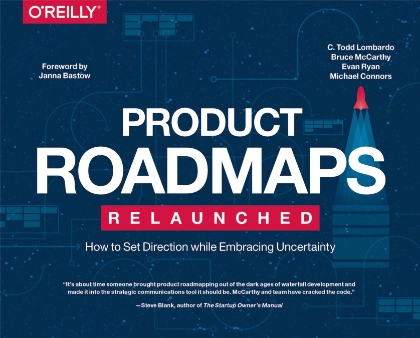 O'REILLY®
Foreword by
Janna Bastow
C. Todd Lombardo
Bruce McCarthy
Evan Ryan
Michael Connors
PRODUCT
ROADMAPS
RELAUNCHED
How to Set Direction while Embracing Uncertainty
"It's about time someone brought product roadmapping out of the dark ages of waterfall development and
made it into the strategic communications tool it should be. McCarthy and team have cracked the code."
—Steve Blank, author of The Startup Owner's Manual